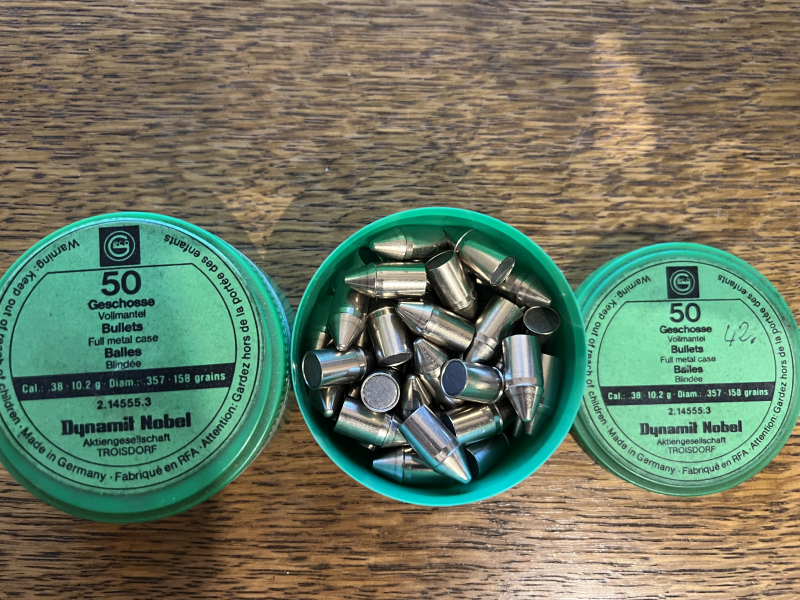 50
Geschosse
Vollmantel
Bullets
Full metal case
Balles
Blindée
Cal.: .38 · 10.2 g · Diam.: .357 · 158 grains
2.14555.3
Dynamit Nobel
Aktiengesellschaft
TROISDORF
Warning: Keep out of reach of children · Made in Germany · Fabriqué en RFA · Attention: Gardez hors de la portée des enfants
50
Geschosse
Vollmantel
Bullets
Full metal case
Balles
Blindée
42.
Cal.: .38 · 10.2 g · Diam.: .357 · 158 grains
2.14555.3
Dynamit Nobel
Aktiengesellschaft
TROISDORF
Warning: Keep out of reach of children · Made in Germany · Fabriqué en RFA · Attention: Gardez hors de la portée des enfants